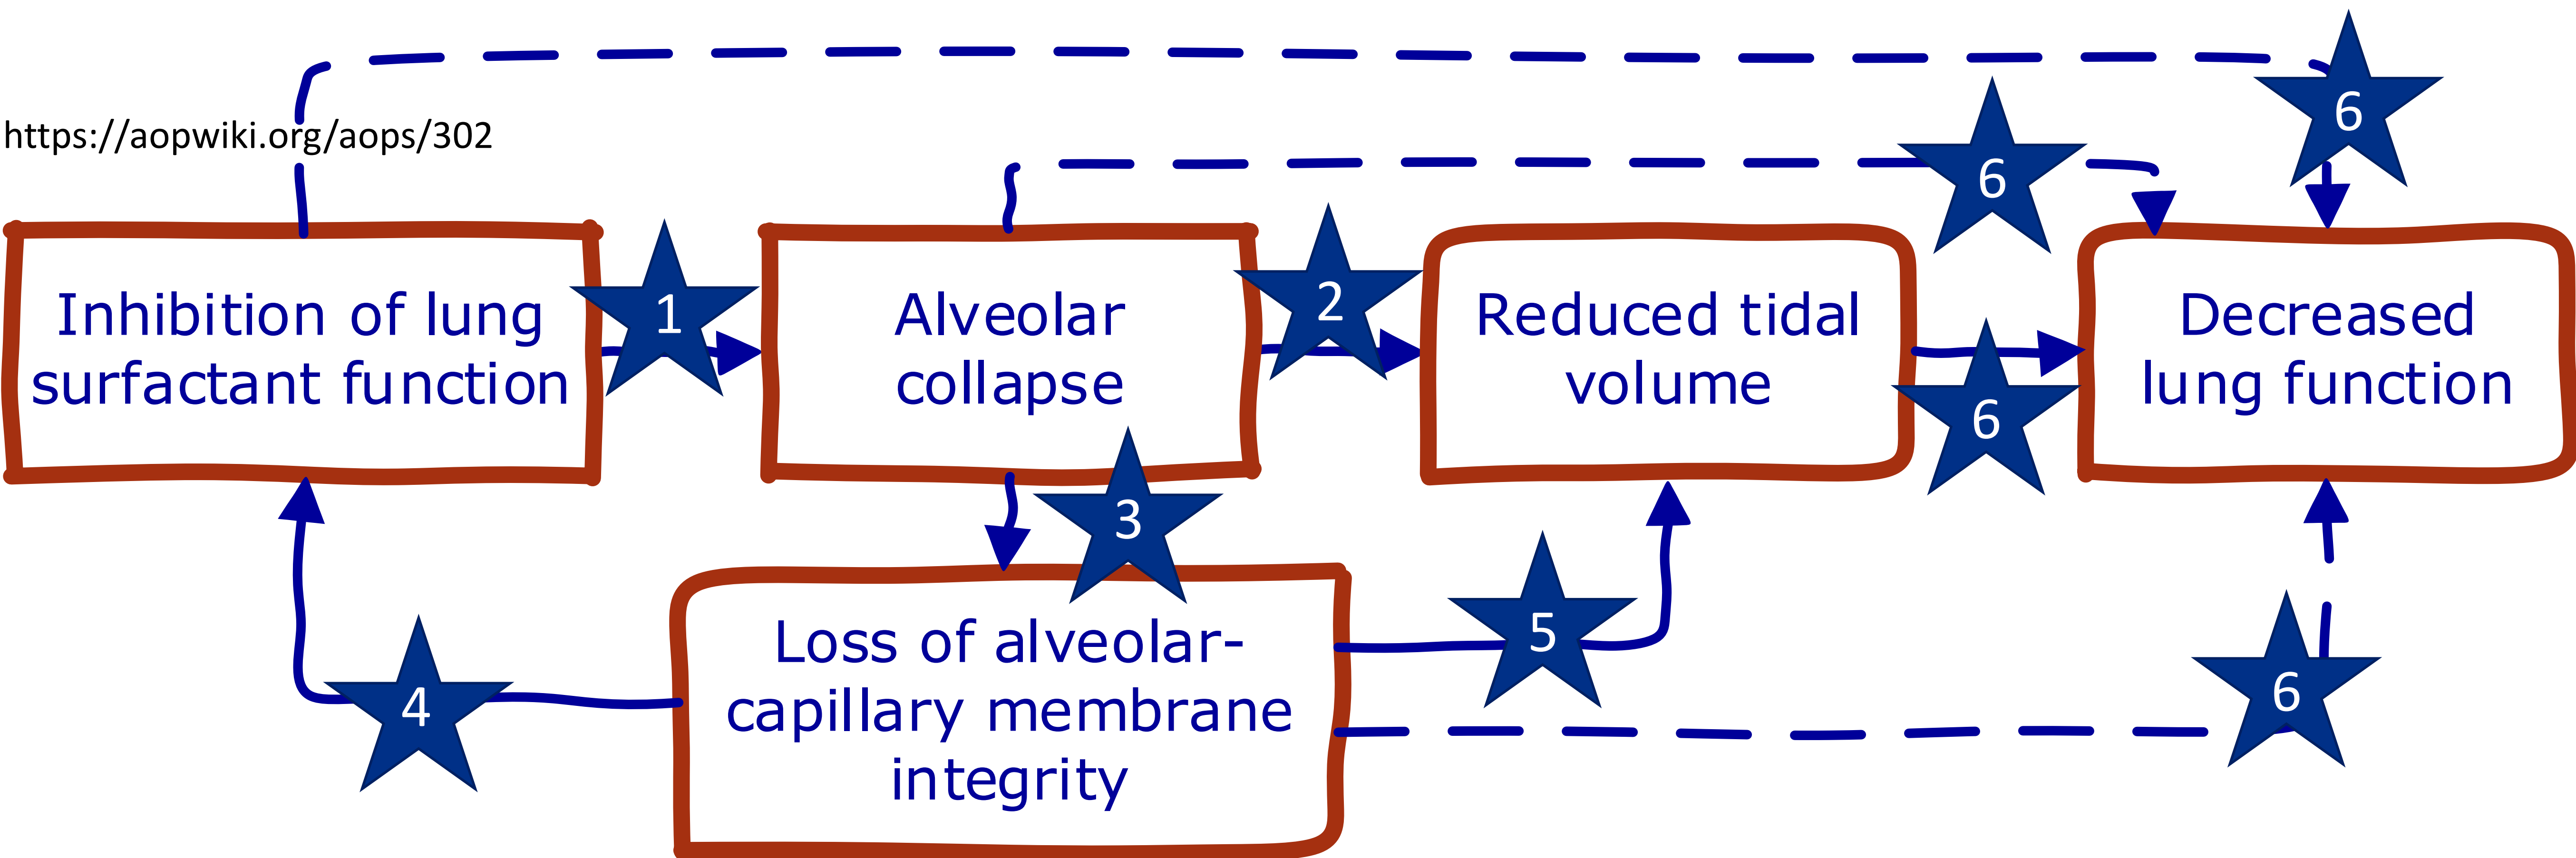 6
https://aopwiki.org/aops/302
6
Inhibition of lung
surfactant function
1
Alveolar
collapse
2
Reduced tidal
volume
6
Decreased
lung function
3
Loss of alveolar-
capillary membrane
integrity
4
5
6